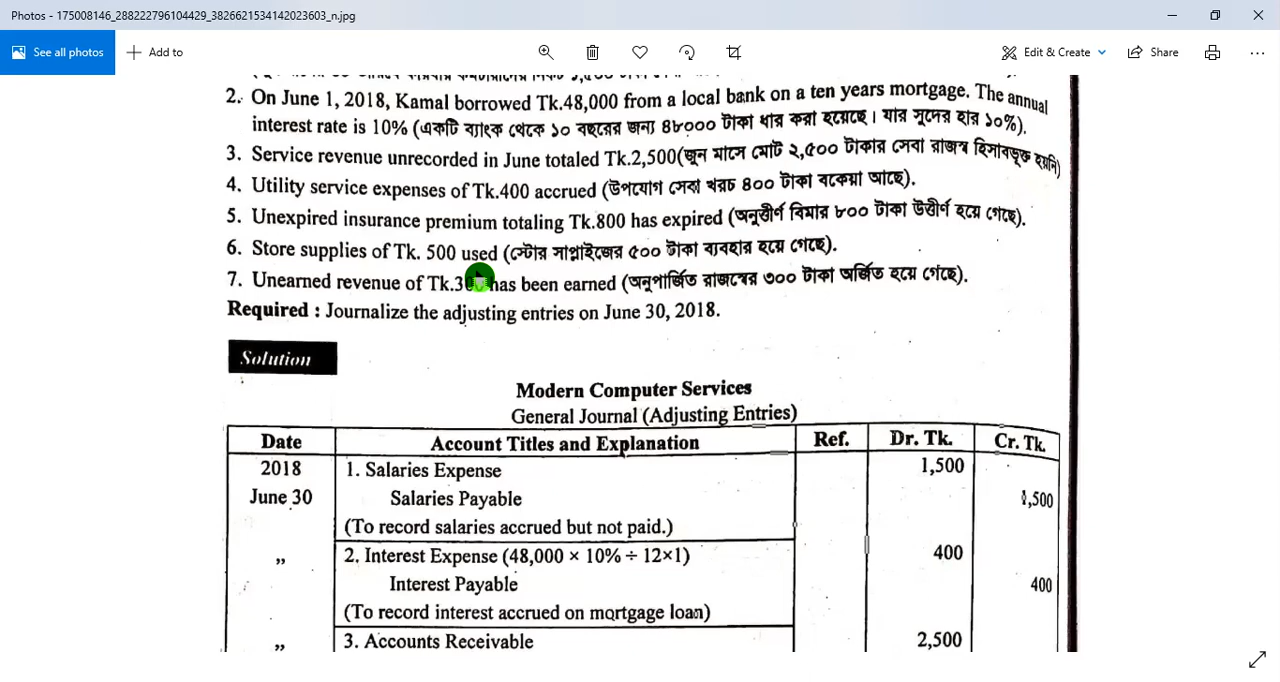 Photos - 175008146_288222796104429_3826621534142023603_n.jpg
See all photos
Add to
Edit & Create
Share
2. On June 1, 2018, Kamal borrowed Tk.48,000 from a local bank on a ten years mortgage. The annual
interest rate is 10% (একটি ব্যাংক থেকে ১০ বছরের জন্য ৪৮০০০ টাকা ধার করা হয়েছে। যার সুদের হার ১০%).
3. Service revenue unrecorded in June totaled Tk.2,500(জুন মাসে মোট ২,৫০০ টাকার সেবা রাজস্ব হিসাবভূক্ত হয়নি)
4. Utility service expenses of Tk.400 accrued (উপযোগ সেবা খরচ ৪০০ টাকা বকেয়া আছে).
5. Unexpired insurance premium totaling Tk.800 has expired (অনুত্তীর্ণ বিমার ৮০০ টাকা উত্তীর্ণ হয়ে গেছে).
6. Store supplies of Tk. 500 used (স্টোর সাপ্লাইজের ৫০০ টাকা ব্যবহার হয়ে গেছে).
7. Unearned revenue of has been earned (অনুপার্জিত রাজস্বের ৩০০ টাকা অর্জিত হয়ে গেছে).
Required : Journalize the adjusting entries on June 30, 2018.
Solution
Modern Computer Services
General Journal (Adjusting Entries)
Date Account Titles and Explanation Ref. Dr. Tk. Cr. Tk.
2018 1. Salaries Expense 1,500
June 30 Salaries Payable 1,500
(To record salaries accrued but not paid.)
,, 2. Interest Expense (48,000 × 10% ÷ 12×1) 400
Interest Payable 400
(To record interest accrued on mortgage loan)
,, 3. Accounts Receivable 2,500